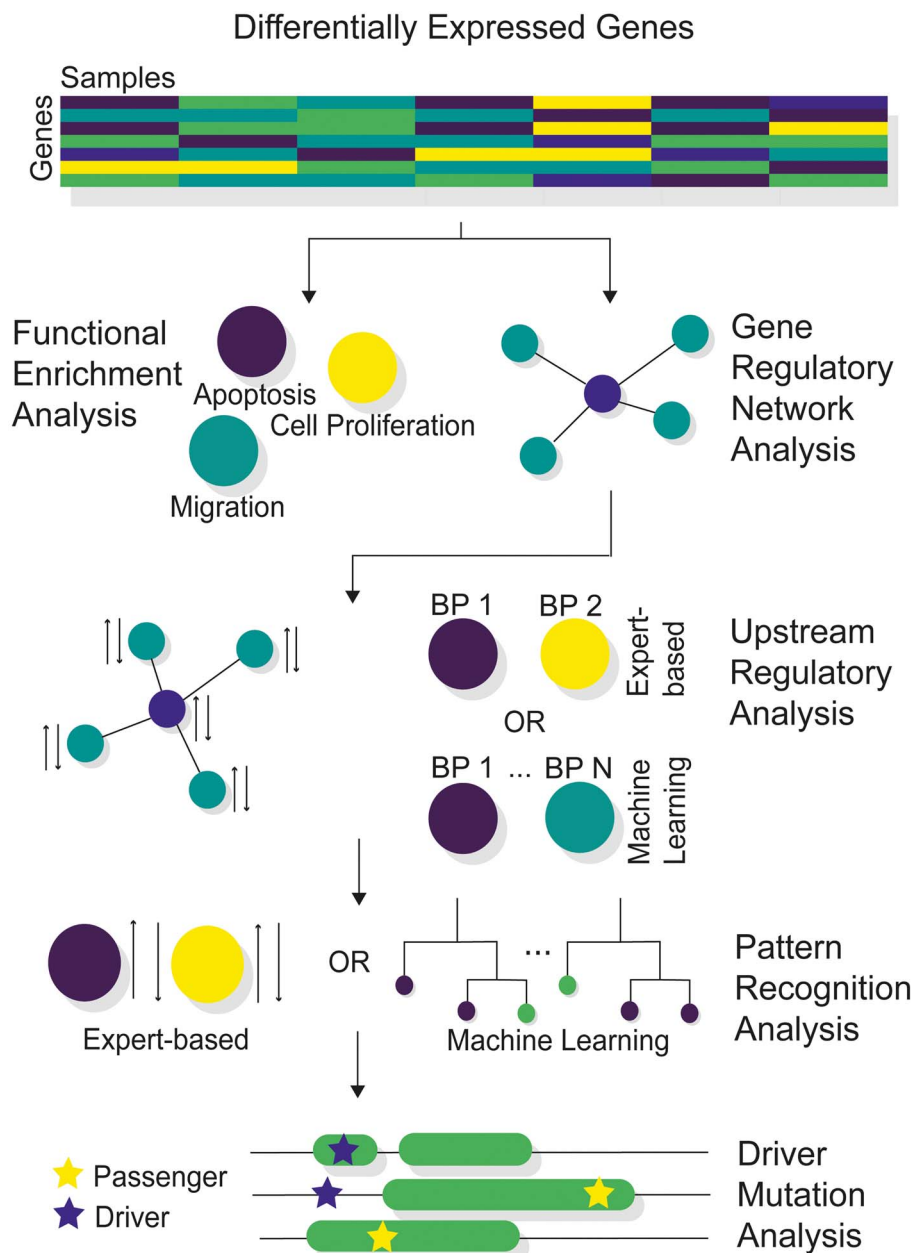 Differentially Expressed Genes
Samples
Genes
Functional
Enrichment
Analysis
Apoptosis
Cell Proliferation
Migration
Gene
Regulatory
Network
Analysis
BP 1 BP 2
Expert-
based
OR
BP 1 ... BP N
Machine
Learning
Upstream
Regulatory
Analysis
Expert-based
OR
...
Machine Learning
Pattern
Recognition
Analysis
Passenger
Driver
Driver
Mutation
Analysis